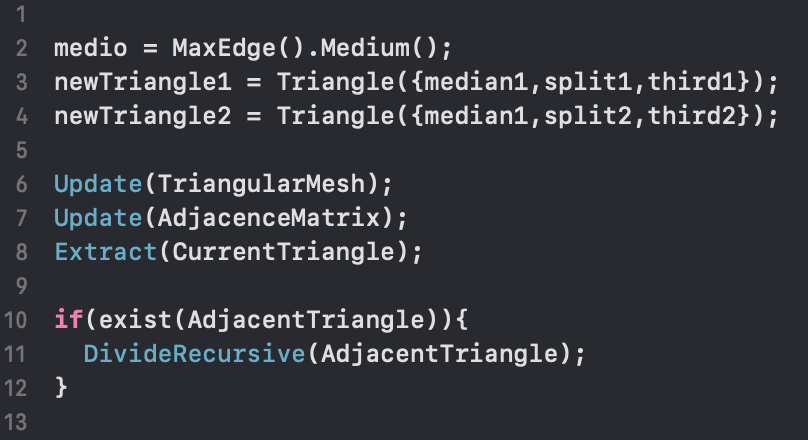 1
2 medio = MaxEdge().Medium();
3 newTriangle1 = Triangle({median1,split1,third1});
4 newTriangle2 = Triangle({median1,split2,third2});
5
6 Update(TriangularMesh);
7 Update(AdjacenceMatrix);
8 Extract(CurrentTriangle);
9
10 if(exist(AdjacentTriangle)){
11 DivideRecursive(AdjacentTriangle);
12 }
13